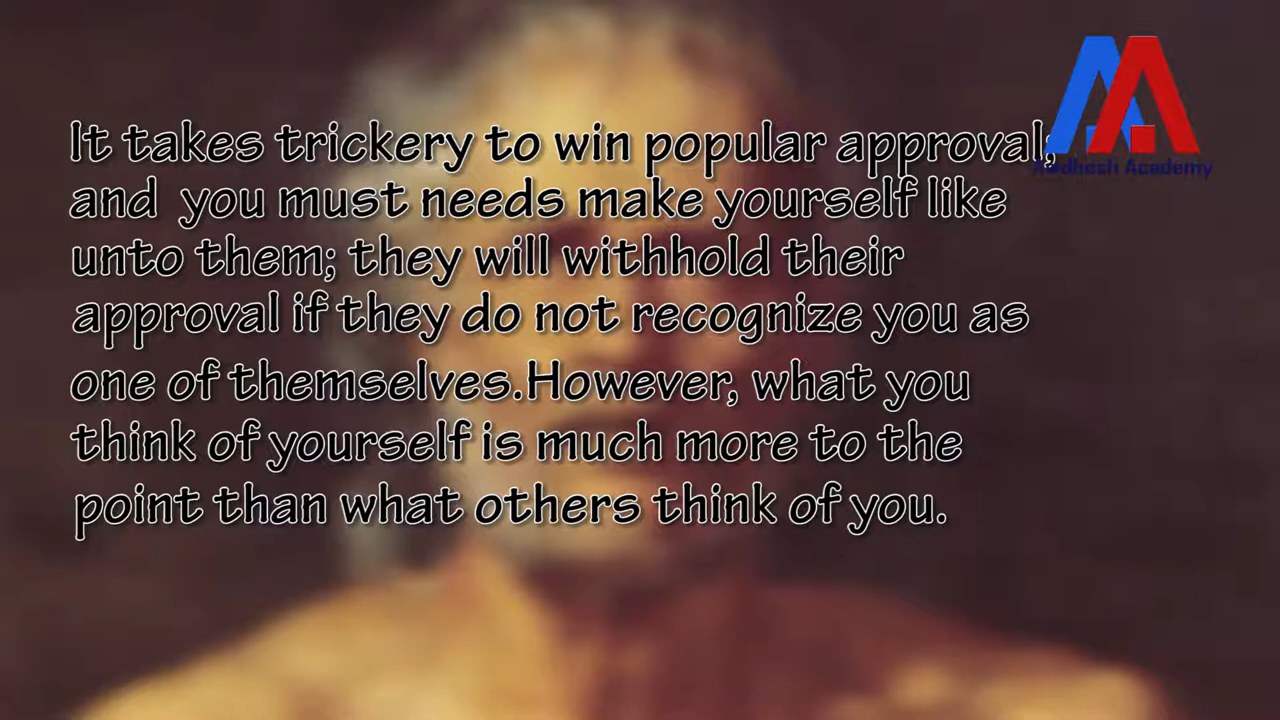 It takes trickery to win popular approval;
and you must needs make yourself like
unto them; they will withhold their
approval if they do not recognize you as
one of themselves.However, what you
think of yourself is much more to the
point than what others think of you.
Aadhesh Academy